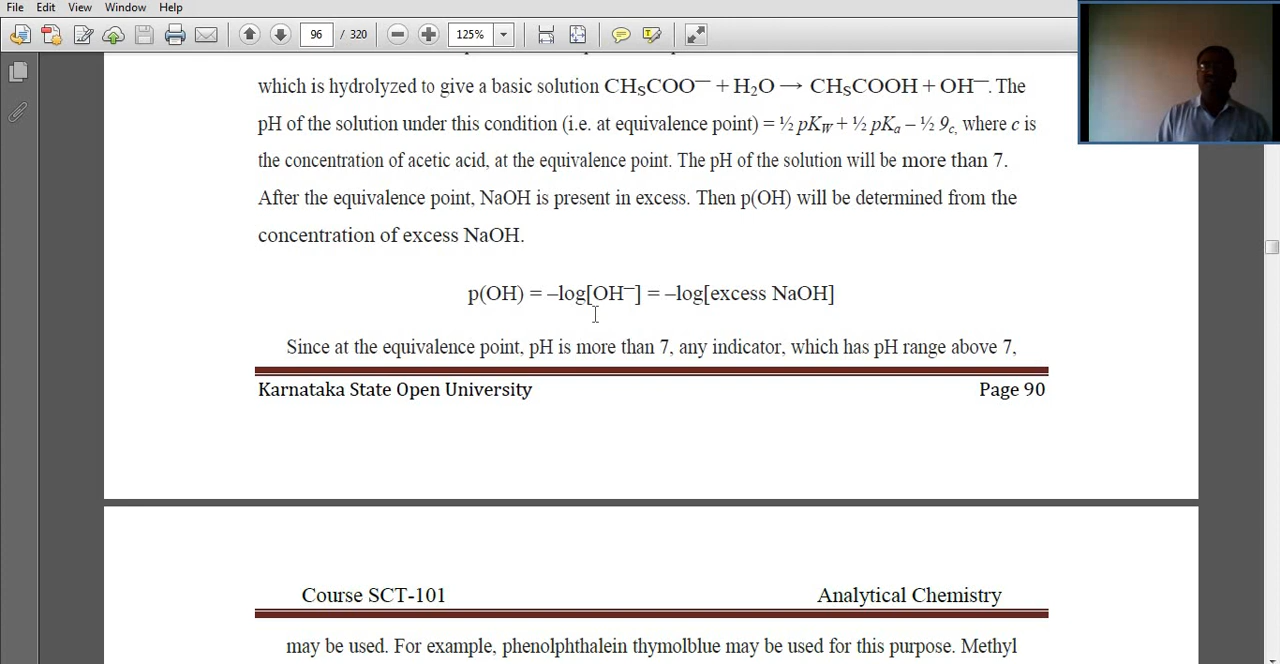 File Edit View Window Help
96 / 320 125%
which is hydrolyzed to give a basic solution CH₅COO⁻ + H₂O → CH₅COOH + OH⁻. The
pH of the solution under this condition (i.e. at equivalence point) = ½ pK_W + ½ pK_a – ½ 9_c, where c is
the concentration of acetic acid, at the equivalence point. The pH of the solution will be more than 7.
After the equivalence point, NaOH is present in excess. Then p(OH) will be determined from the
concentration of excess NaOH.
p(OH) = –log[OH⁻] = –log[excess NaOH]
Since at the equivalence point, pH is more than 7, any indicator, which has pH range above 7,
Karnataka State Open University Page 90
Course SCT-101 Analytical Chemistry
may be used. For example, phenolphthalein thymolblue may be used for this purpose. Methyl